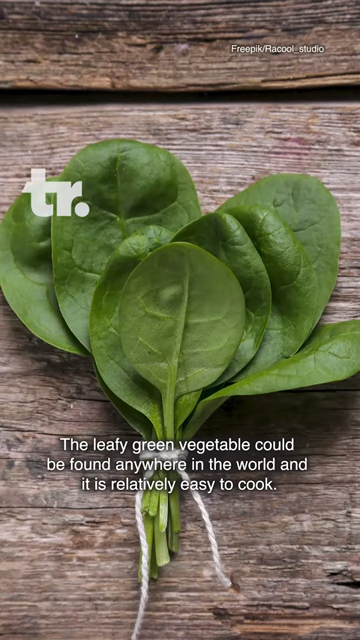 Freepik/Racool_studio
tr.
The leafy green vegetable could
be found anywhere in the world and
it is relatively easy to cook.